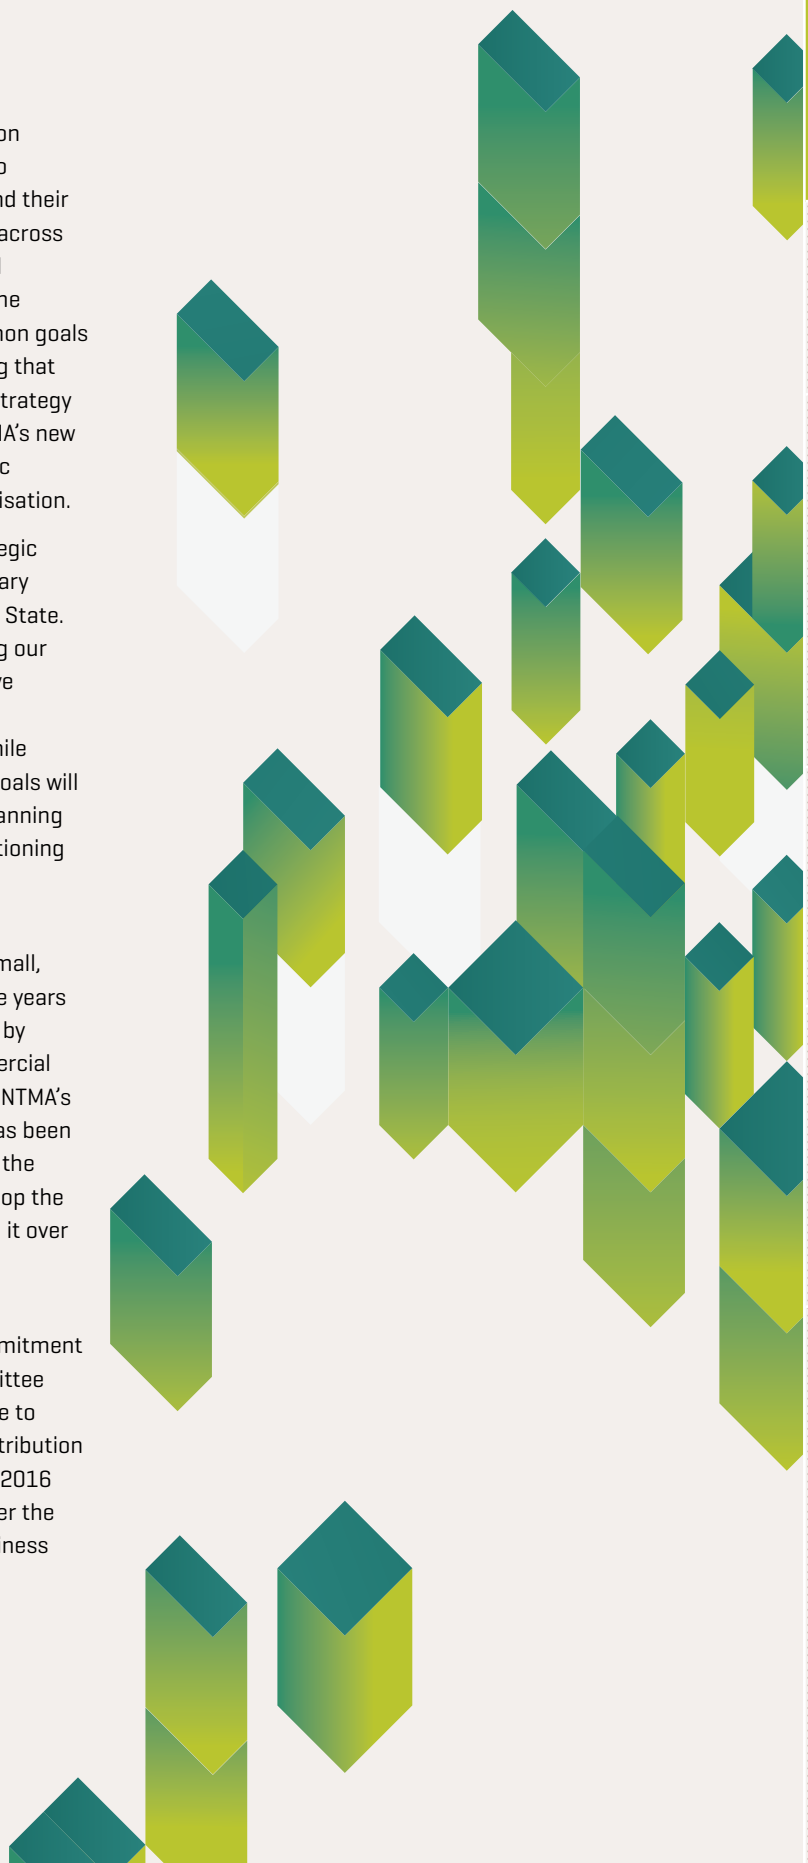 on
o
nd their
across
l
ne
non goals
g that
trategy
IA's new
c
isation.
egic
ary
State.
g our
ve
hile
oals will
anning
tioning
mall,
e years
by
ercial
NTMA's
as been
the
op the
it over
mitment
ittee
e to
tribution
2016
er the
iness